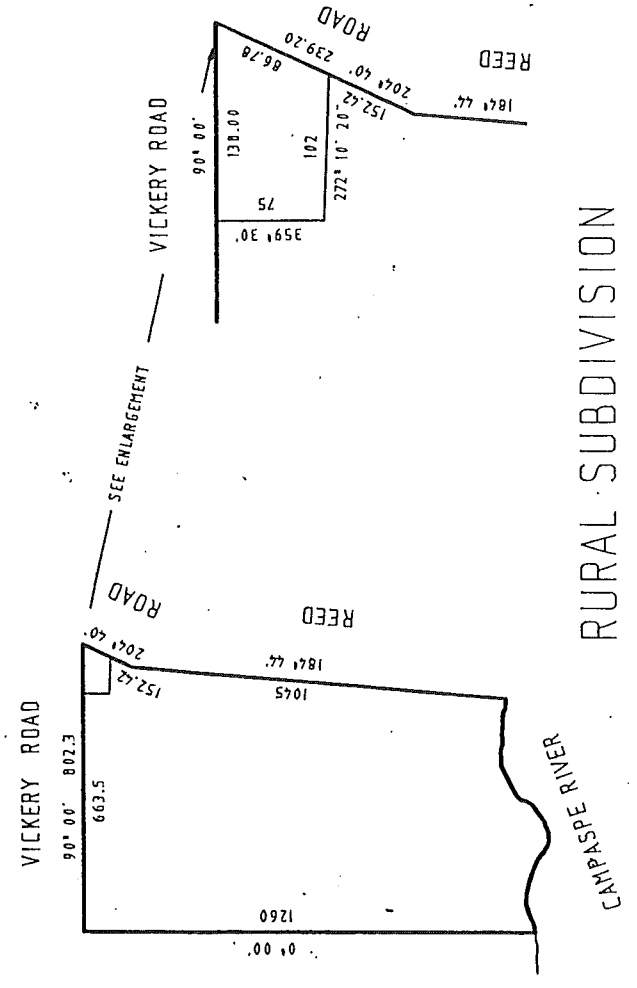 VICKERY ROAD
90° 00' 802.3
663.5
204° 40'
152.42
ROAD
REED
184° 44'
1045
1260
0° 00'
CAMPASPE RIVER
SEE ENLARGEMENT
VICKERY ROAD
90° 00'
138.00
86.78
239.20
ROAD
204° 40'
152.42
REED
184° 44'
75
359° 30'
102
272° 10' 20"
RURAL SUBDIVISION